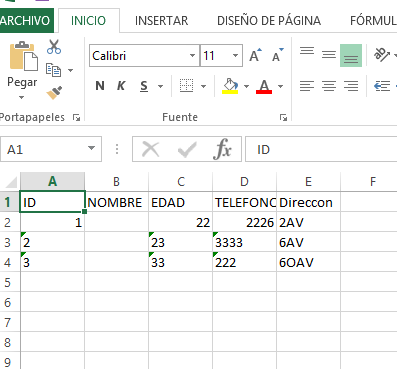 ARCHIVO INICIO INSERTAR DISEÑO DE PÁGINA FÓRMUL
Pegar Calibri 11 A A
N K S A
Portapapeles Fuente
A1 fx ID
A B C D E F
1 ID NOMBRE EDAD TELEFONO Direccon
2 1 22 2226 2AV
3 2 23 3333 6AV
4 3 33 222 6OAV
5
6
7
8
9